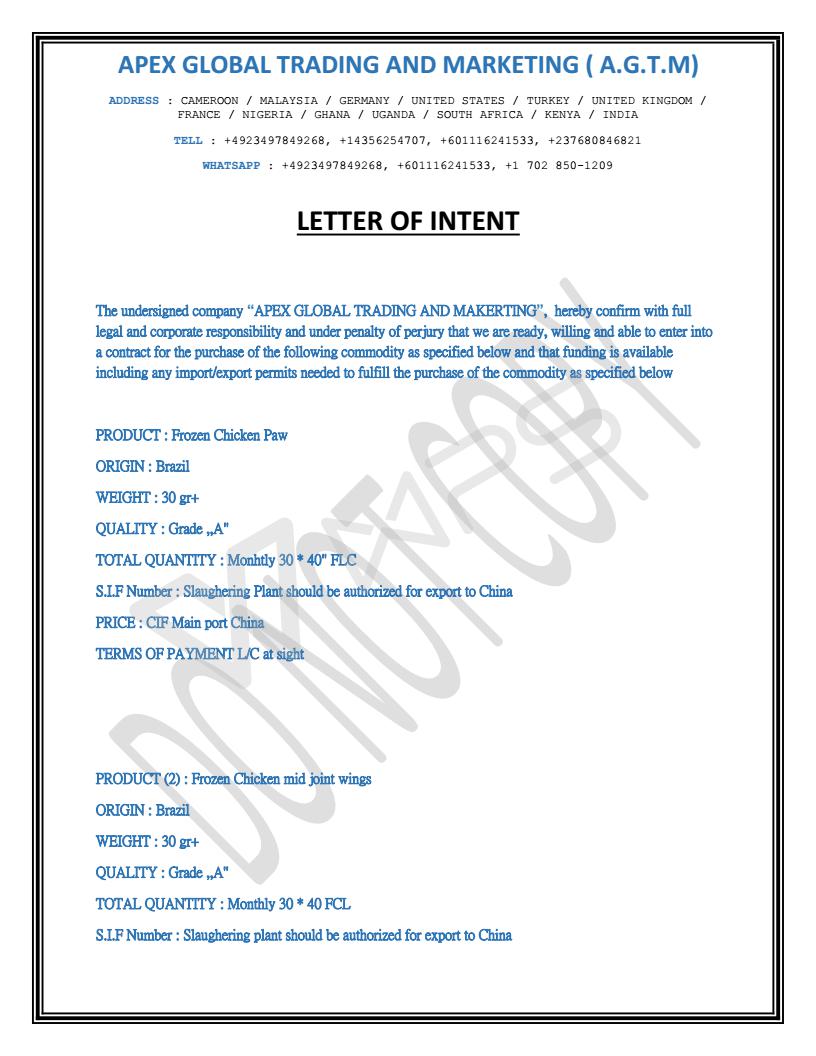 APEX GLOBAL TRADING AND MARKETING ( A.G.T.M)
ADDRESS : CAMEROON / MALAYSIA / GERMANY / UNITED STATES / TURKEY / UNITED KINGDOM /
FRANCE / NIGERIA / GHANA / UGANDA / SOUTH AFRICA / KENYA / INDIA
TELL : +4923497849268, +14356254707, +601116241533, +237680846821
WHATSAPP : +4923497849268, +601116241533, +1 702 850-1209
LETTER OF INTENT
The undersigned company “APEX GLOBAL TRADING AND MAKERTING”, hereby confirm with full
legal and corporate responsibility and under penalty of perjury that we are ready, willing and able to enter into
a contract for the purchase of the following commodity as specified below and that funding is available
including any import/export permits needed to fulfill the purchase of the commodity as specified below
PRODUCT : Frozen Chicken Paw
ORIGIN : Brazil
WEIGHT : 30 gr+
QUALITY : Grade „A"
TOTAL QUANTITY : Monhtly 30 * 40" FLC
S.I.F Number : Slaughering Plant should be authorized for export to China
PRICE : CIF Main port China
TERMS OF PAYMENT L/C at sight
PRODUCT (2) : Frozen Chicken mid joint wings
ORIGIN : Brazil
WEIGHT : 30 gr+
QUALITY : Grade „A"
TOTAL QUANTITY : Monthly 30 * 40 FCL
S.I.F Number : Slaughering plant should be authorized for export to China
DO NOT COPY